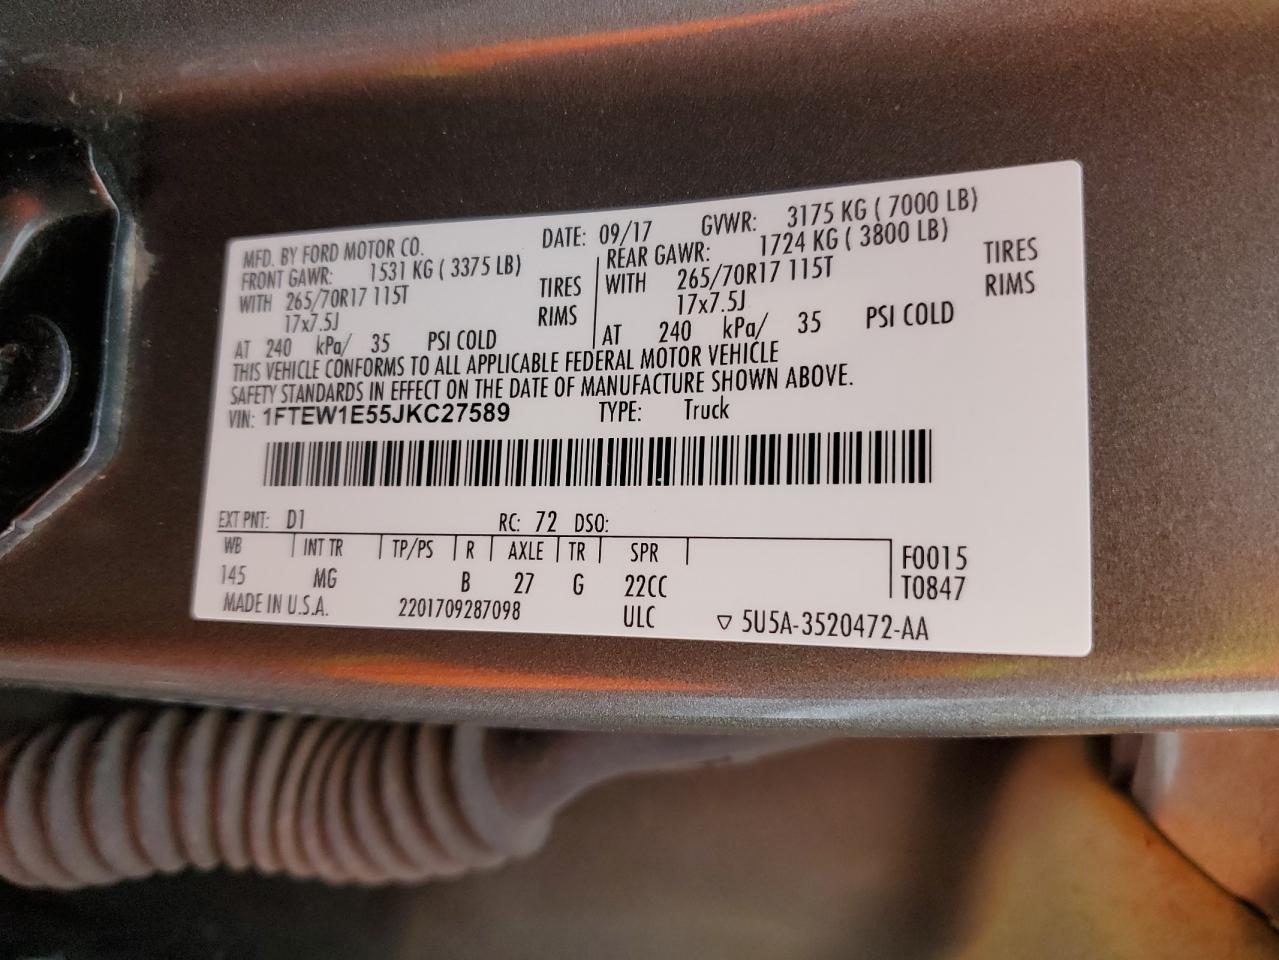 MFD. BY FORD MOTOR CO. DATE: 09/17 GVWR: 3175 KG ( 7000 LB)
FRONT GAWR: 1531 KG ( 3375 LB) REAR GAWR: 1724 KG ( 3800 LB)
WITH 265/70R17 115T TIRES WITH 265/70R17 115T TIRES
17x7.5J RIMS 17x7.5J RIMS
AT 240 kPa/ 35 PSI COLD AT 240 kPa/ 35 PSI COLD
THIS VEHICLE CONFORMS TO ALL APPLICABLE FEDERAL MOTOR VEHICLE
SAFETY STANDARDS IN EFFECT ON THE DATE OF MANUFACTURE SHOWN ABOVE.
VIN: 1FTEW1E55JKC27589 TYPE: Truck
EXT PNT: D1 RC: 72 DSO:
WB INT TR TP/PS R AXLE TR SPR F0015
145 MG B 27 G 22CC T0847
MADE IN U.S.A. 2201709287098 ULC ▽ 5U5A-3520472-AA